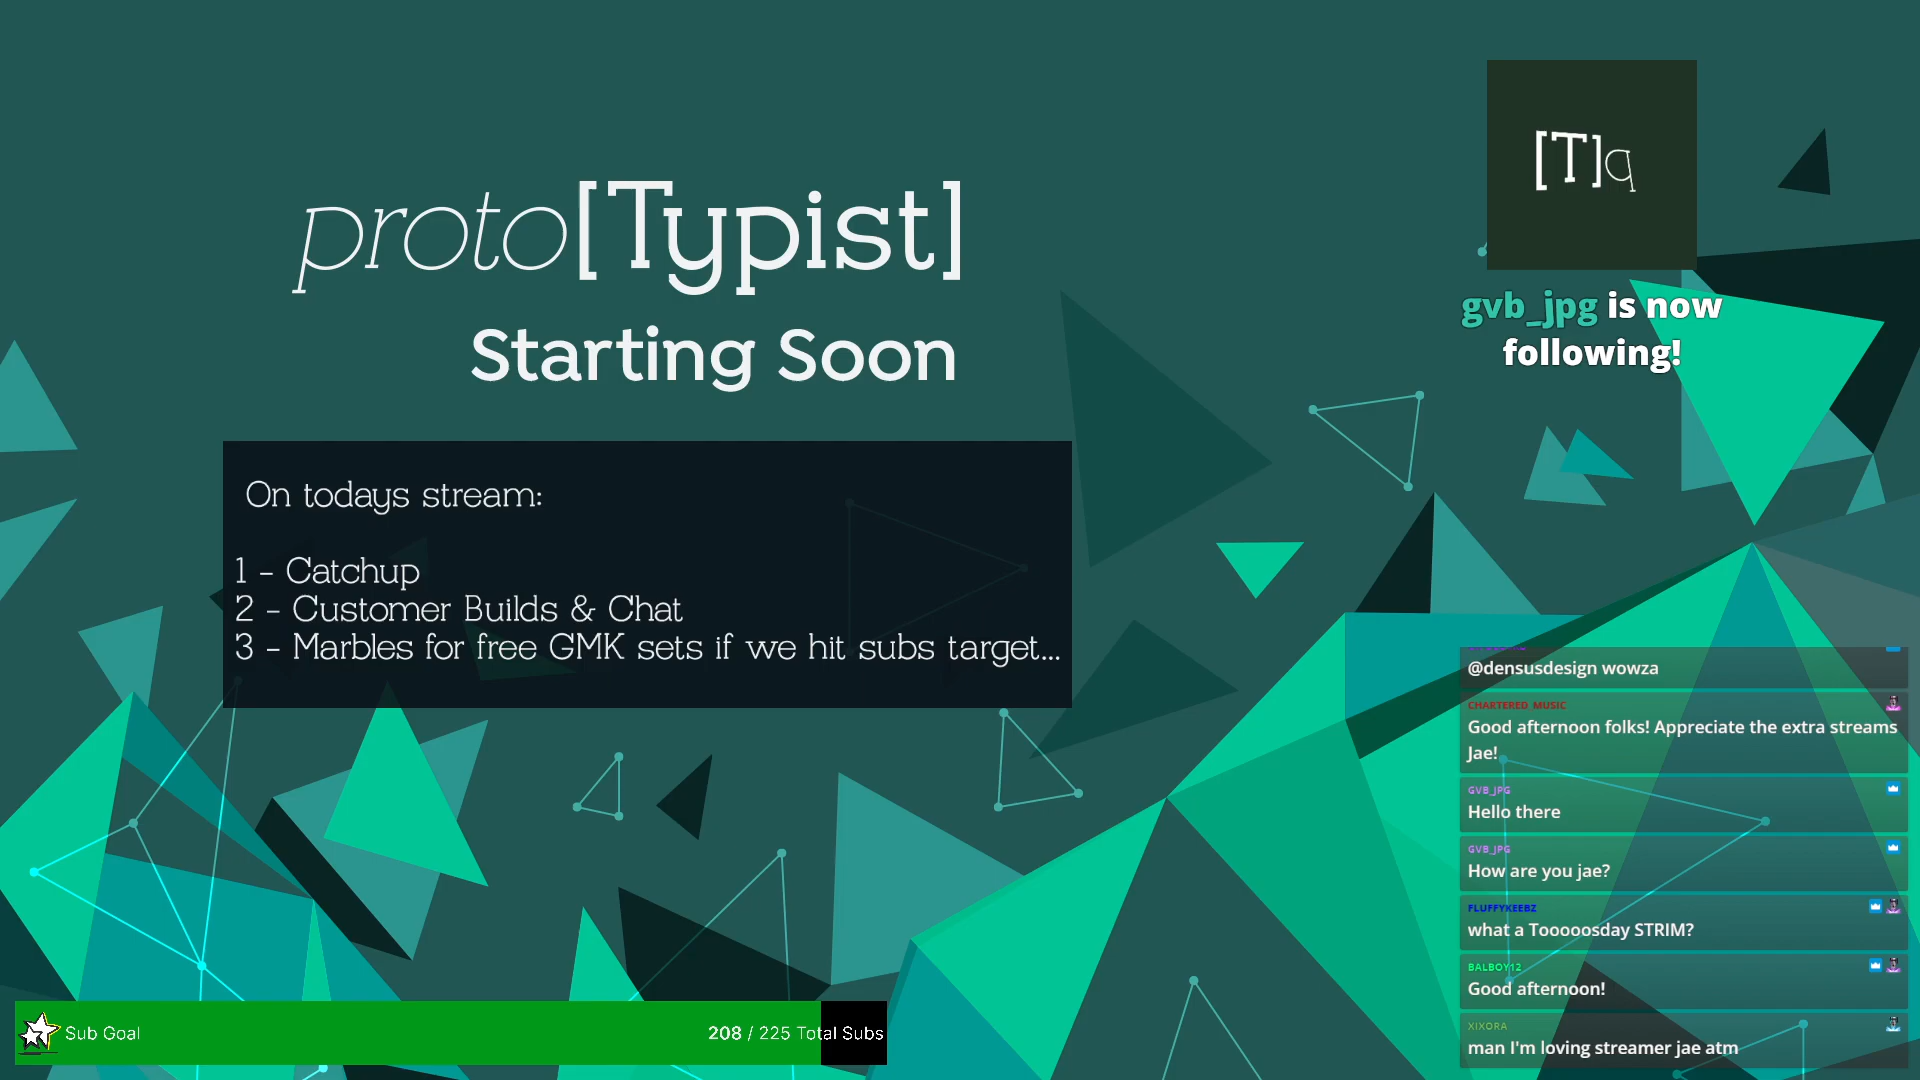 proto[Typist]
Starting Soon
On todays stream:
1 - Catchup
2 - Customer Builds & Chat
3 - Marbles for free GMK sets if we hit subs target...
[T]q
gvb_jpg is now
following!
@densusdesign wowza
CHARTERED_MUSIC
Good afternoon folks! Appreciate the extra streams
Jae!
GVB_JPG
Hello there
GVB_JPG
How are you jae?
FLUFFYKEEBZ
what a Tooooosday STRIM?
BALBOY12
Good afternoon!
XIXORA
man I'm loving streamer jae atm
Sub Goal
208 / 225 Total Subs